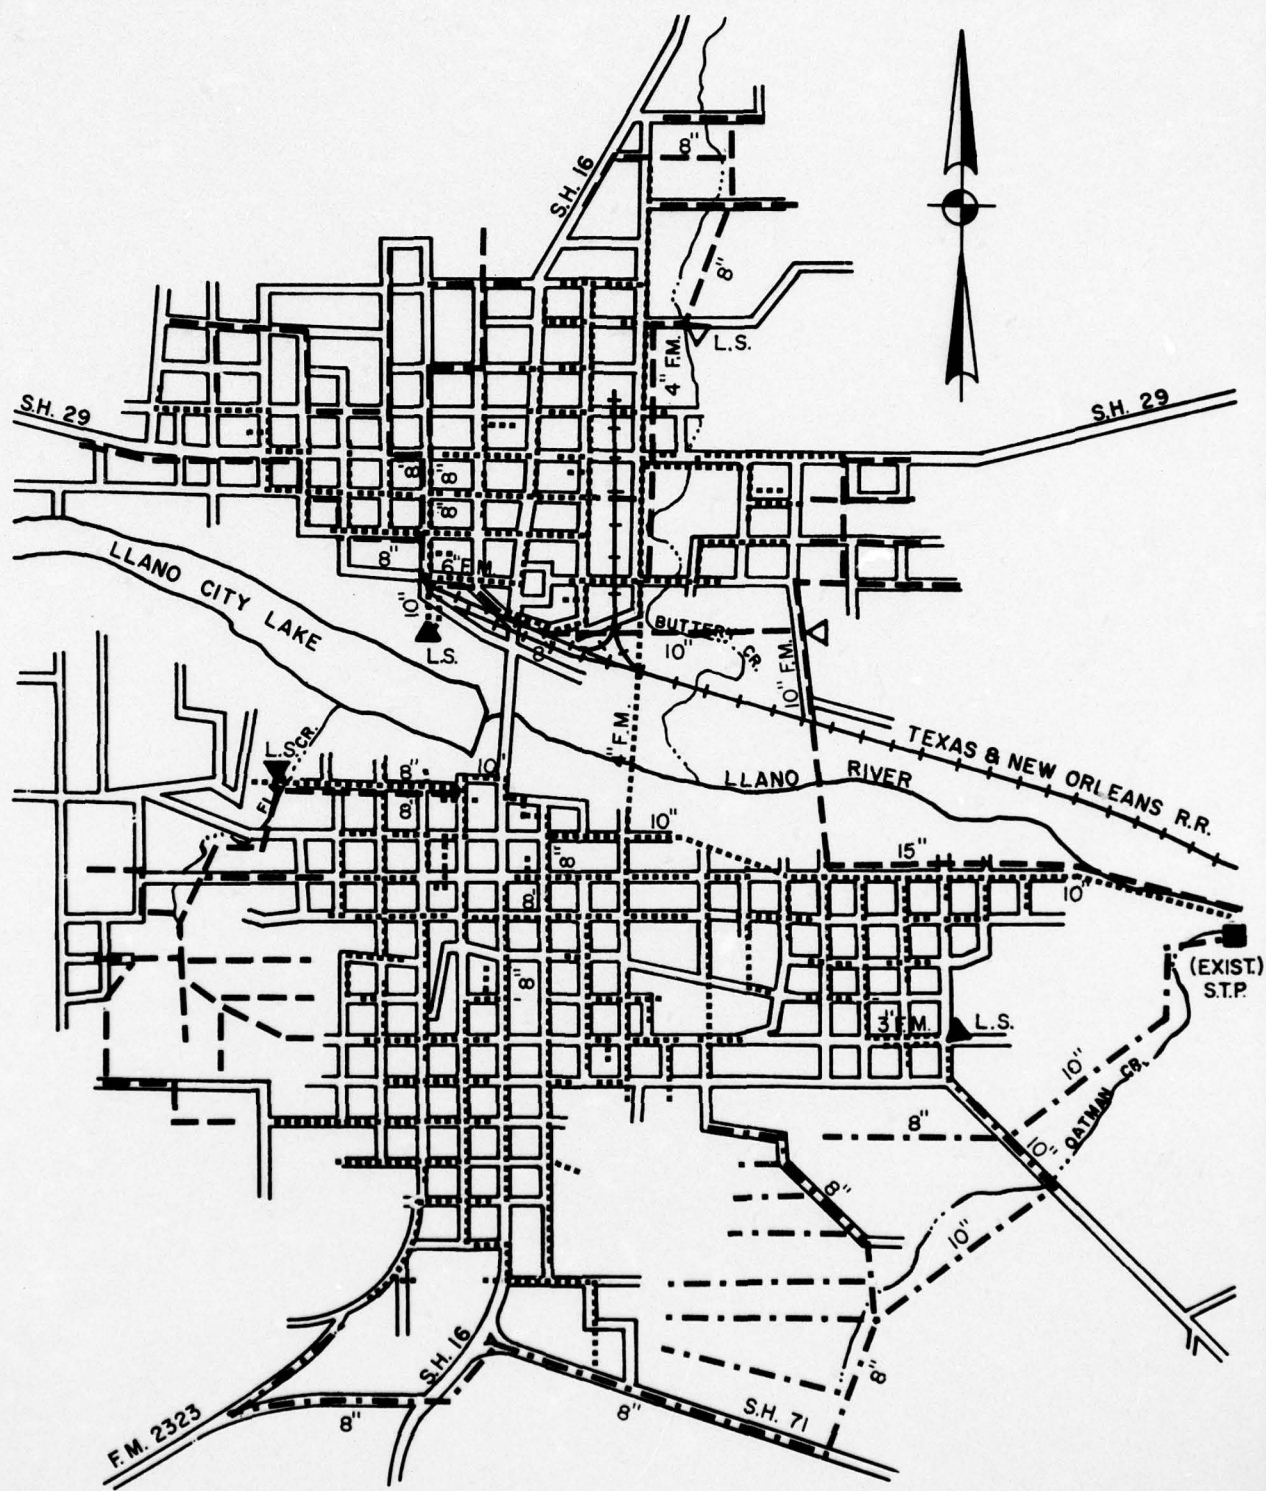 S.H. 16
8"
8"
L.S.
4" F.M.
S.H. 29
S.H. 29
8"
8"
8"
8"
6" F.M.
10"
L.S.
8"
LLANO CITY LAKE
BUTTERY CR.
10"
10" F.M.
4" F.M.
TEXAS & NEW ORLEANS R.R.
LLANO RIVER
L.S.
CR.
8"
8"
10"
10"
15"
10"
8"
8"
8"
(EXIST.)
S.T.P.
3" F.M.
L.S.
10"
OATMAN CR.
8"
10"
8"
10"
8"
S.H. 16
8"
8"
S.H. 71
F.M. 2323